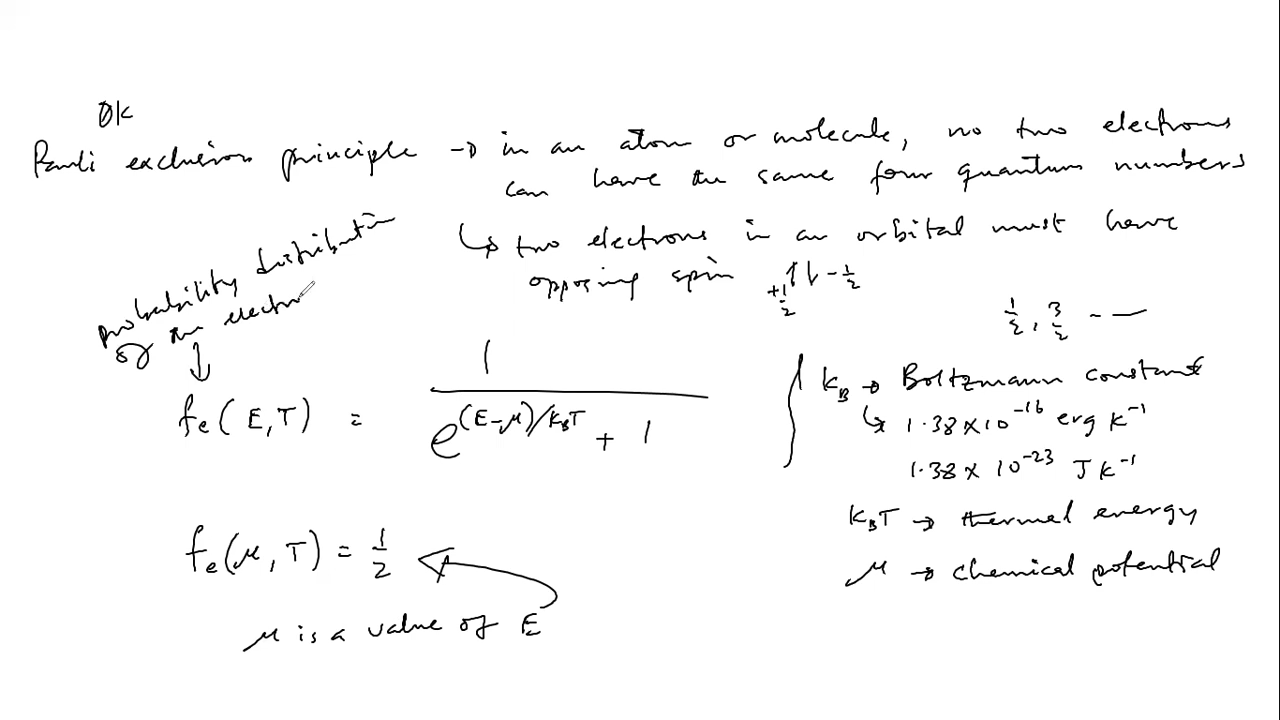 0K
Pauli exclusion principle → in an atom or molecule, no two electrons
can have the same four quantum numbers
↳ two electrons in an orbital must have
opposing spin +1/2 ↑↓ -1/2
1/2, 3/2 - —
probability distribution
of the electro
↓
fe(E,T) = 1 / e^((E-μ)/kBT) + 1
kB → Boltzmann constant
↳ 1.38×10^-16 erg K^-1
1.38× 10^-23 J K^-1
kBT → thermal energy
μ → chemical potential
fe(μ,T) = 1/2
μ is a value of E